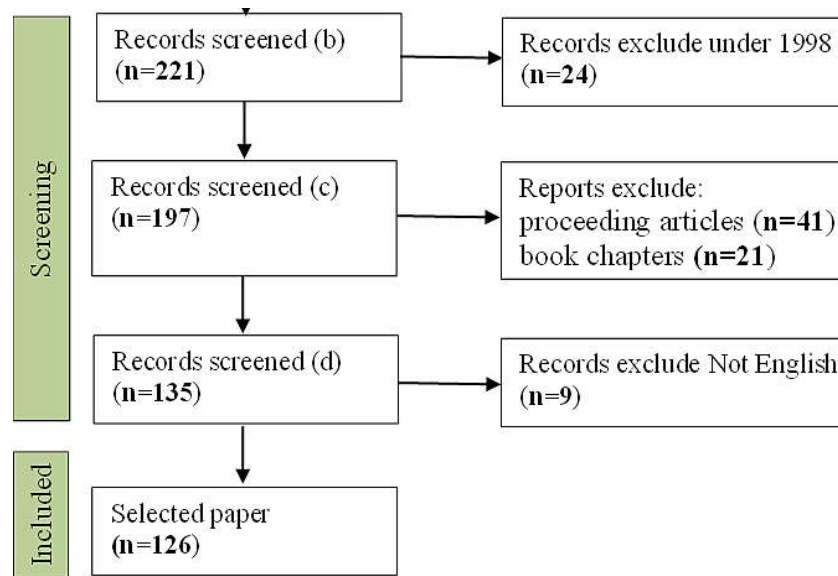 Screening
Records screened (b)
(n=221)
Records exclude under 1998
(n=24)
Records screened (c)
(n=197)
Reports exclude:
proceeding articles (n=41)
book chapters (n=21)
Records screened (d)
(n=135)
Records exclude Not English
(n=9)
Included
Selected paper
(n=126)